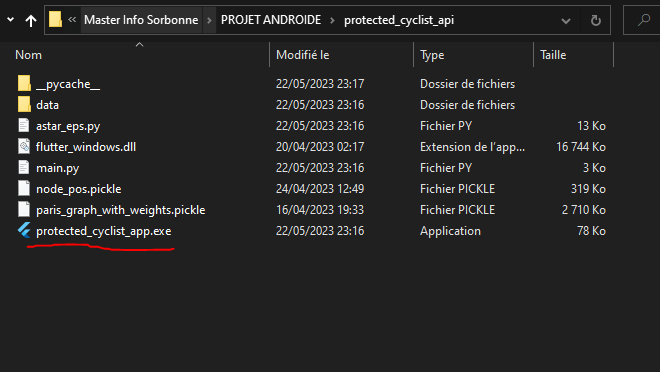 « Master Info Sorbonne > PROJET ANDROIDE > protected_cyclist_api
Nom Modifié le Type Taille
__pycache__ 22/05/2023 23:17 Dossier de fichiers
data 22/05/2023 23:16 Dossier de fichiers
astar_eps.py 22/05/2023 23:16 Fichier PY 13 Ko
flutter_windows.dll 20/04/2023 02:17 Extension de l'app... 16 744 Ko
main.py 22/05/2023 23:16 Fichier PY 3 Ko
node_pos.pickle 24/04/2023 12:49 Fichier PICKLE 319 Ko
paris_graph_with_weights.pickle 16/04/2023 19:33 Fichier PICKLE 2 710 Ko
protected_cyclist_app.exe 22/05/2023 23:16 Application 78 Ko